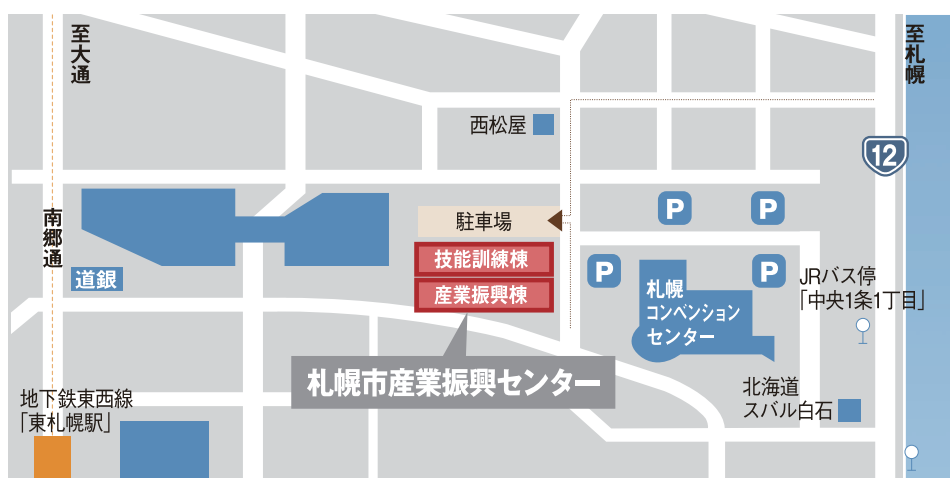 至大通
至札幌
西松屋
12
P
P
南郷通
駐車場
技能訓練棟
産業振興棟
道銀
P
P
札幌
コンベンション
センター
JRバス停
「中央1条1丁目」
札幌市産業振興センター
地下鉄東西線
「東札幌駅」
北海道
スバル白石